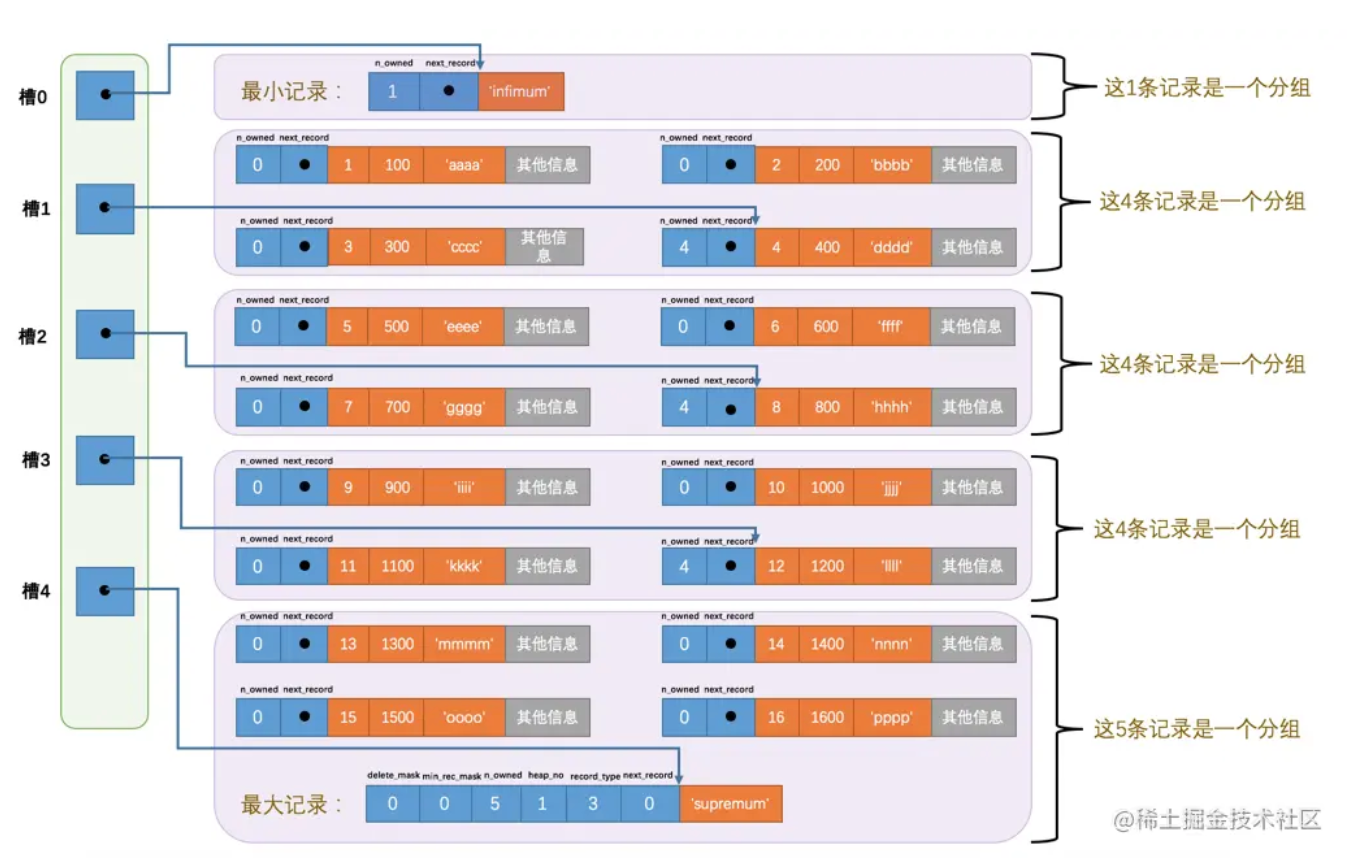 槽0
n_owned next_record
最小记录： 1 'infimum'
这1条记录是一个分组
n_owned next_record n_owned next_record
0 1 100 'aaaa' 其他信息 0 2 200 'bbbb' 其他信息
槽1
这4条记录是一个分组
n_owned next_record n_owned next_record
0 3 300 'cccc' 其他信
息 4 4 400 'dddd' 其他信息
n_owned next_record n_owned next_record
0 5 500 'eeee' 其他信息 0 6 600 'ffff' 其他信息
槽2
这4条记录是一个分组
n_owned next_record n_owned next_record
0 7 700 'gggg' 其他信息 4 8 800 'hhhh' 其他信息
槽3
n_owned next_record n_owned next_record
0 9 900 'iiii' 其他信息 0 10 1000 'jjjj' 其他信息
这4条记录是一个分组
n_owned next_record n_owned next_record
0 11 1100 'kkkk' 其他信息 4 12 1200 'llll' 其他信息
槽4
n_owned next_record n_owned next_record
0 13 1300 'mmmm' 其他信息 0 14 1400 'nnnn' 其他信息
n_owned next_record n_owned next_record
0 15 1500 'oooo' 其他信息 0 16 1600 'pppp' 其他信息
这5条记录是一个分组
delete_mask min_rec_mask n_owned heap_no record_type next_record
最大记录： 0 0 5 1 3 0 'supremum'
@稀土掘金技术社区